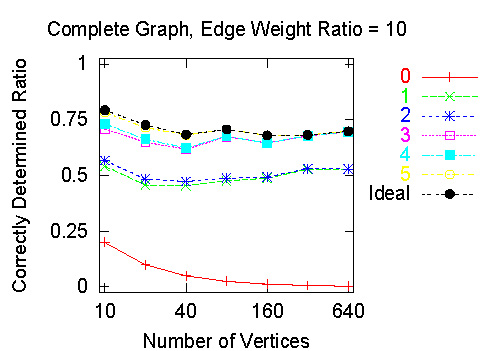 Complete Graph, Edge Weight Ratio = 10
Correctly Determined Ratio
1
0.75
0.5
0.25
0
10 40 160 640
Number of Vertices
0
1
2
3
4
5
Ideal